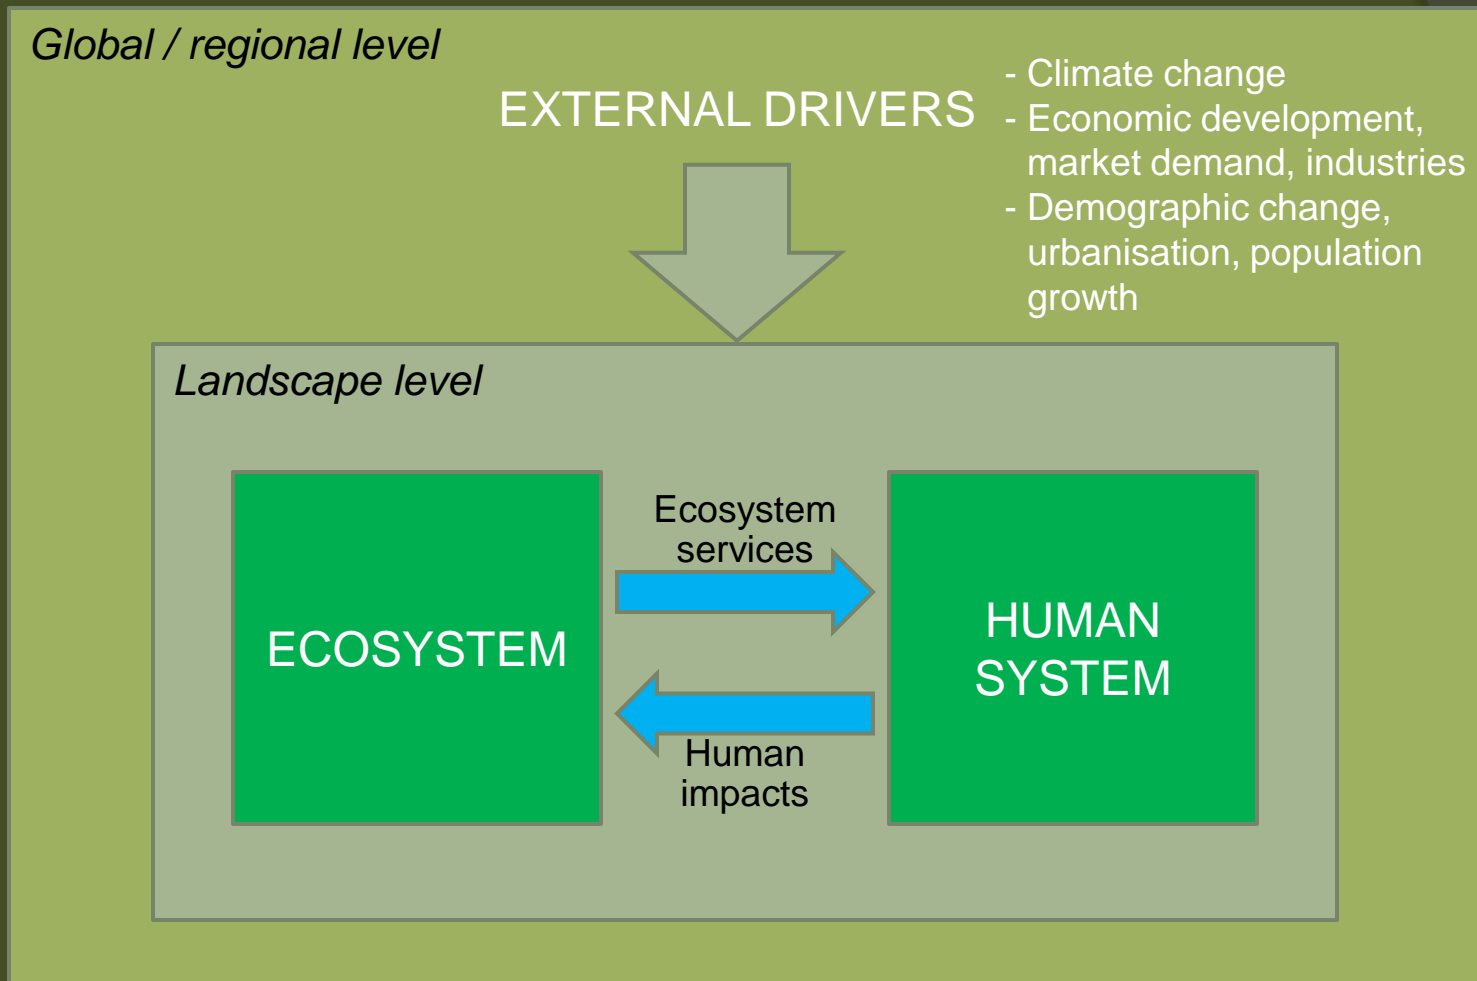 Global / regional level
EXTERNAL DRIVERS
- Climate change
- Economic development,
market demand, industries
- Demographic change,
urbanisation, population
growth
Landscape level
ECOSYSTEM
Ecosystem
services
Human
impacts
HUMAN
SYSTEM